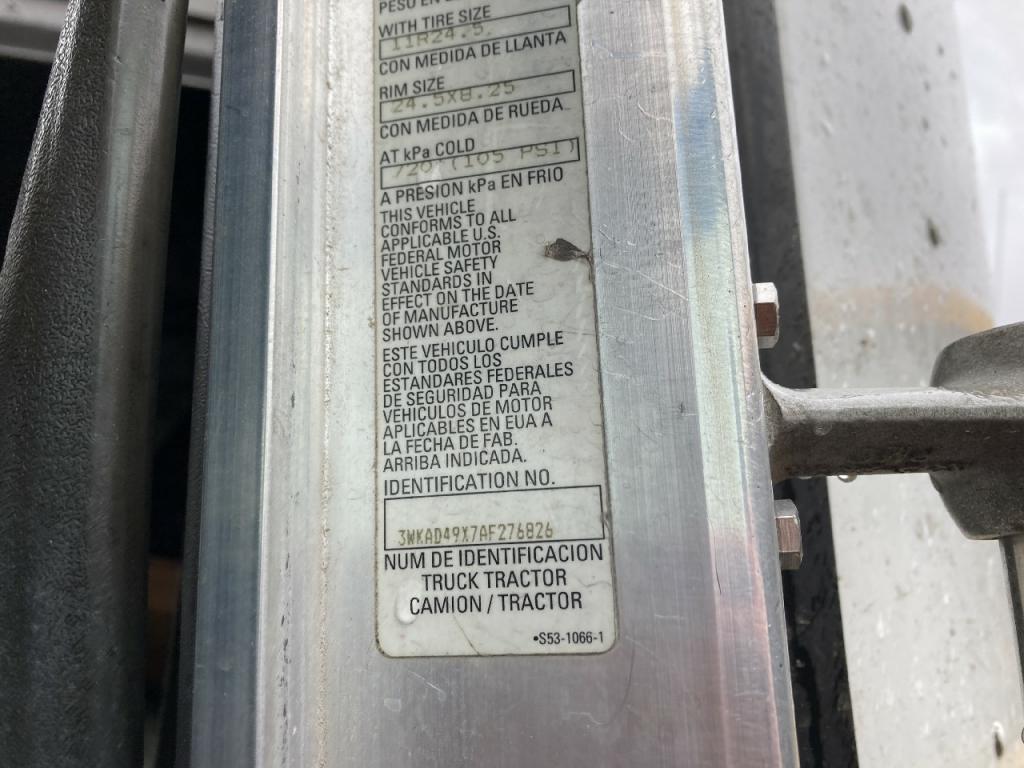 PESO EN
WITH TIRE SIZE
11R24.5
CON MEDIDA DE LLANTA
RIM SIZE
24.5X8.25
CON MEDIDA DE RUEDA
AT kPa COLD
720 (105 PSI)
A PRESION kPa EN FRIO
THIS VEHICLE
CONFORMS TO ALL
APPLICABLE U.S.
FEDERAL MOTOR
VEHICLE SAFETY
STANDARDS IN
EFFECT ON THE DATE
OF MANUFACTURE
SHOWN ABOVE.
ESTE VEHICULO CUMPLE
CON TODOS LOS
ESTANDARES FEDERALES
DE SEGURIDAD PARA
VEHICULOS DE MOTOR
APLICABLES EN EUA A
LA FECHA DE FAB.
ARRIBA INDICADA.
IDENTIFICATION NO.
3WKAD49X7AF276826
NUM DE IDENTIFICACION
TRUCK TRACTOR
CAMION / TRACTOR
•S53-1066-1